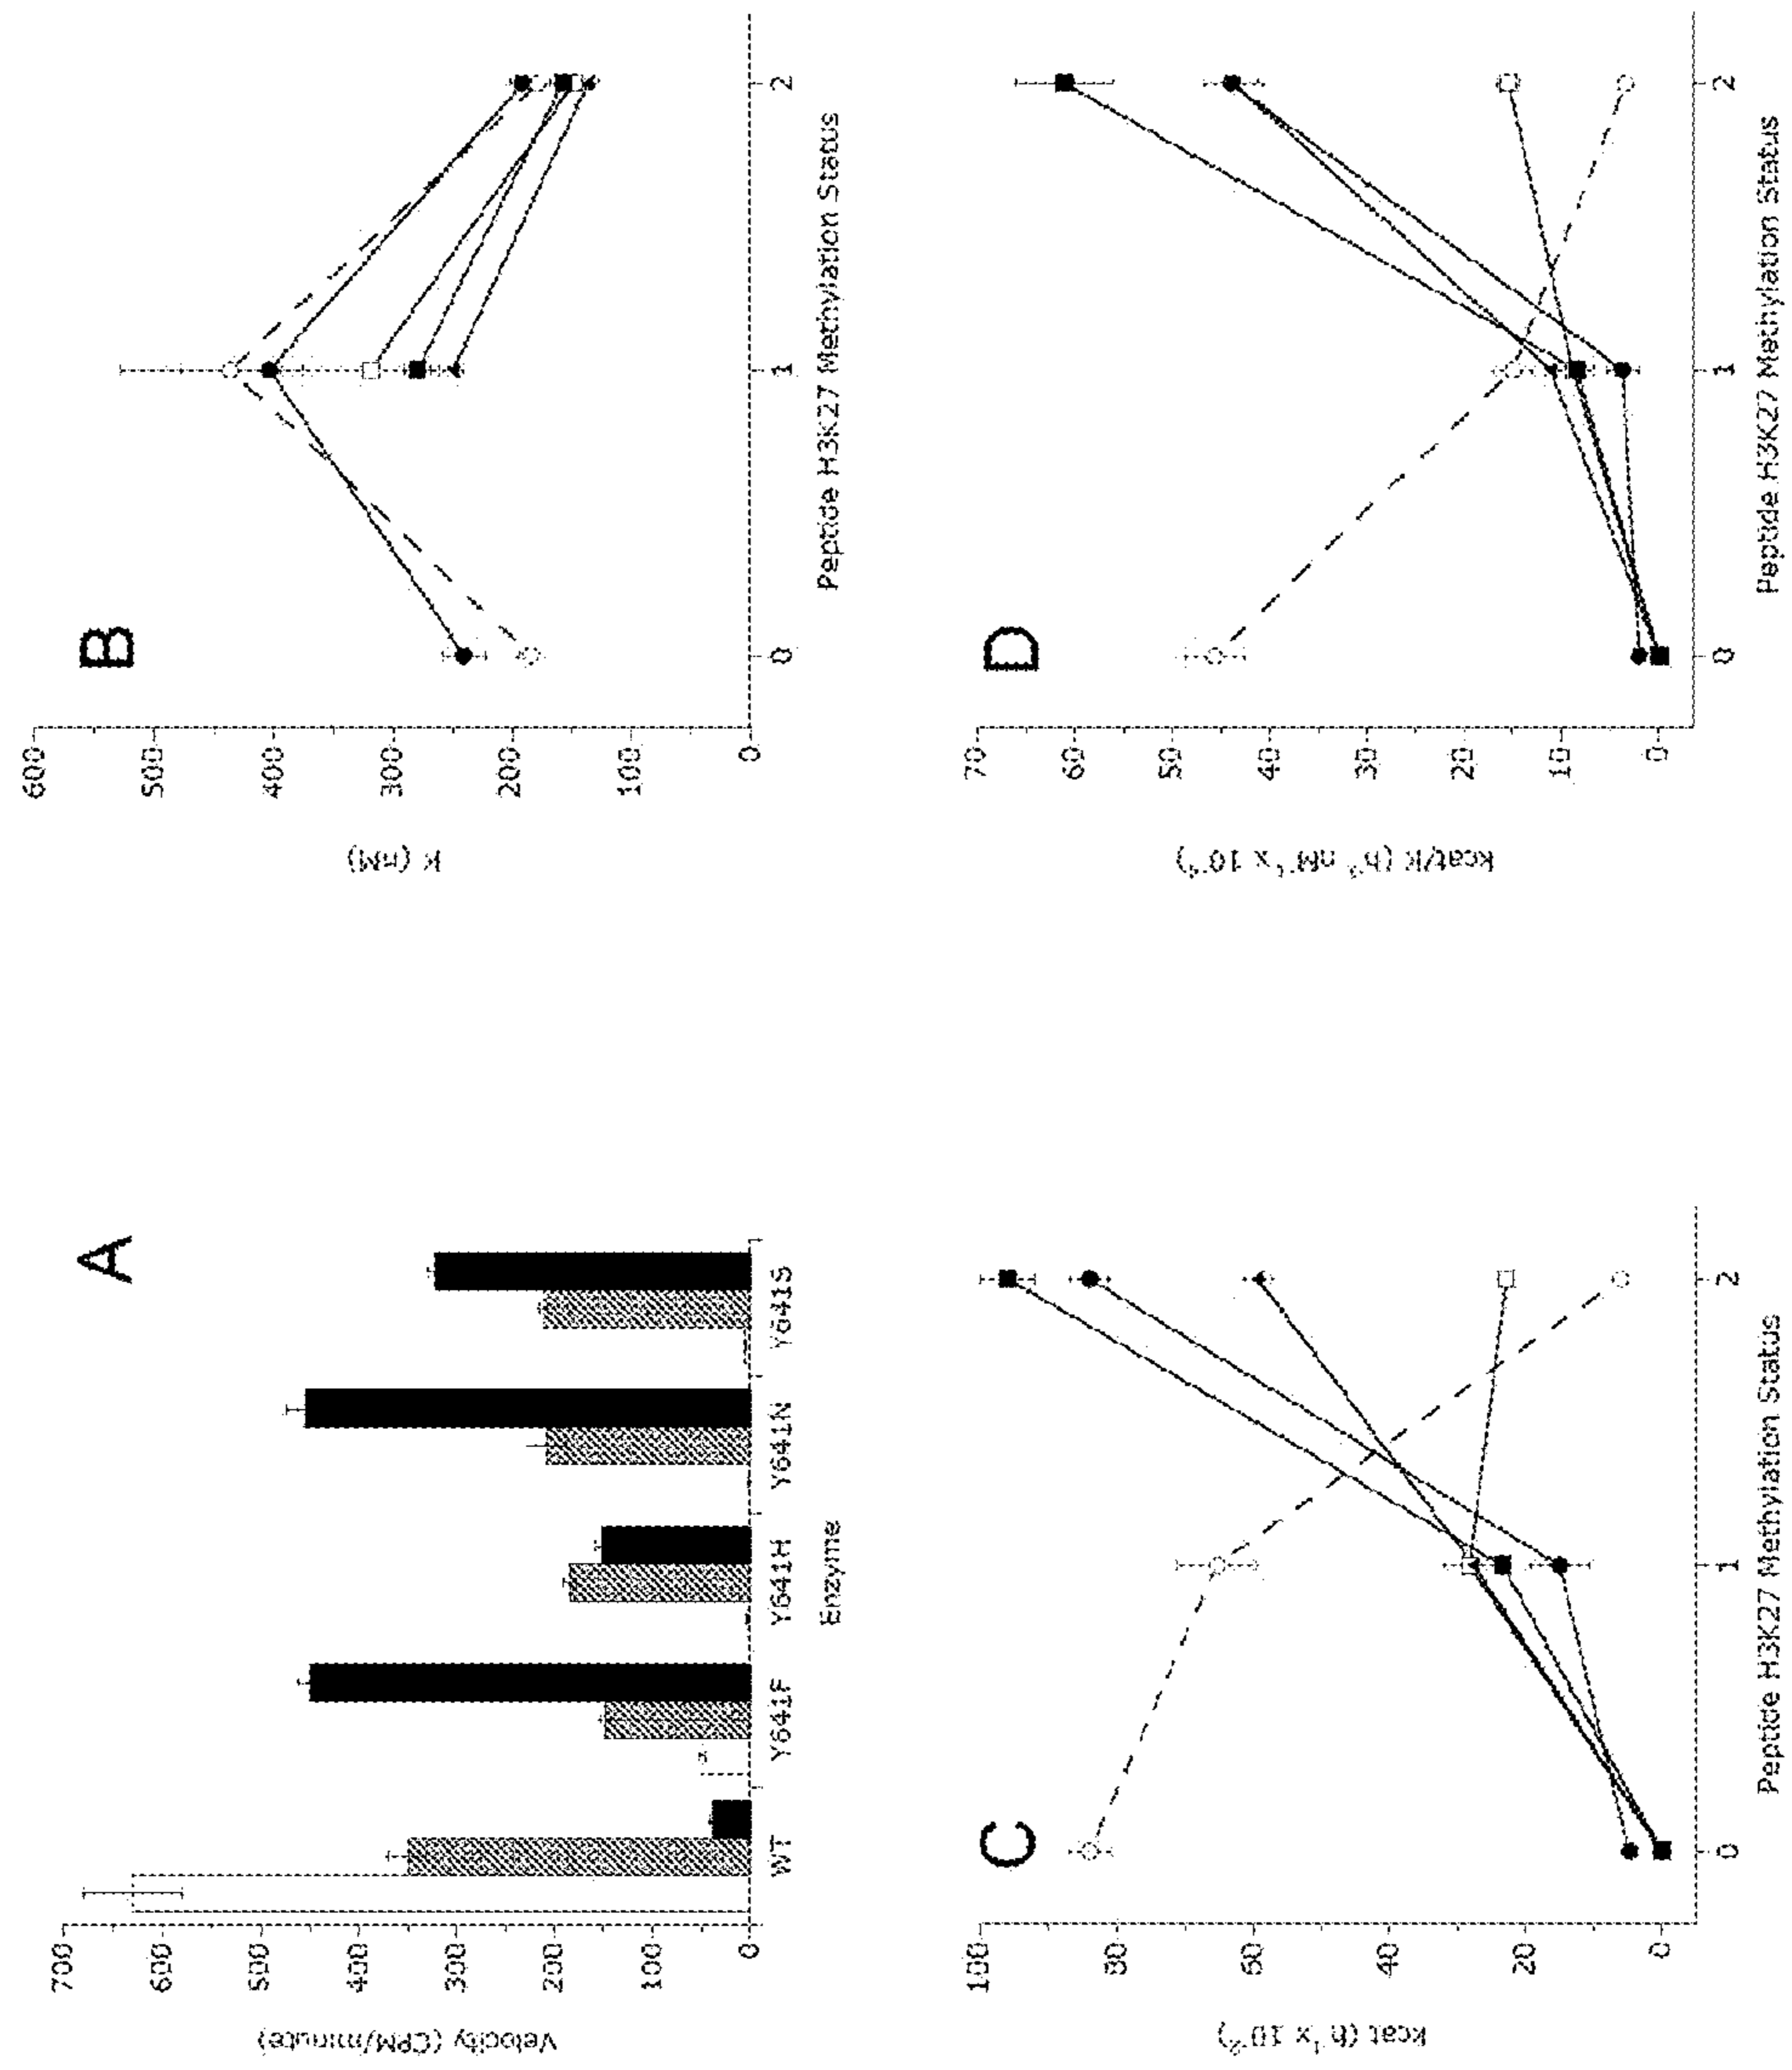 A
Velocity (CPM/minute)
700
600
500
400
300
200
100
0
WT
Y641F
Y641H
Y641N
Y641S
Enzyme
B
K (nM)
600
500
400
300
200
100
0
0
1
2
Peptide H3K27 Methylation Status
C
100
80
60
40
20
0
0
1
2
Peptide H3K27 Methylation Status
D
70
60
50
40
30
20
10
0
0
1
2
Peptide H3K27 Methylation Status